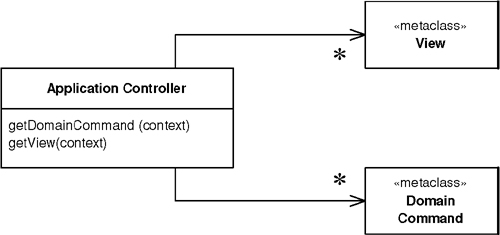 «metaclass»
View
*
Application Controller
getDomainCommand (context)
getView(context)
*
«metaclass»
Domain
Command